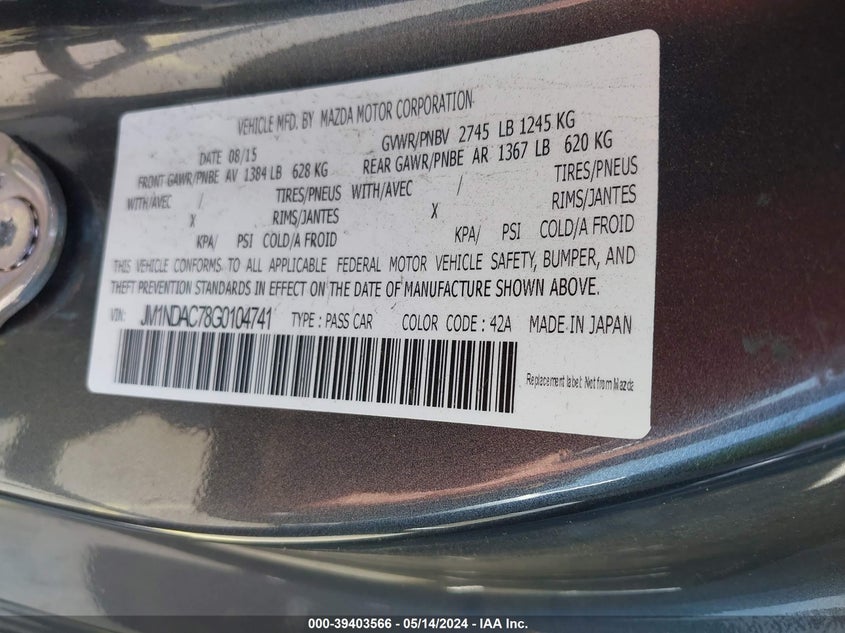 VEHICLE MFD. BY MAZDA MOTOR CORPORATION
DATE 08/15 GVWR/PNBV 2745 LB 1245 KG
FRONT GAWR/PNBE AV 1384 LB 628 KG REAR GAWR/PNBE AR 1367 LB 620 KG
WITH/AVEC / TIRES/PNEUS WITH/AVEC / TIRES/PNEUS
X RIMS/JANTES X RIMS/JANTES
KPA/ PSI COLD/A FROID KPA/ PSI COLD/A FROID
THIS VEHICLE CONFORMS TO ALL APPLICABLE FEDERAL MOTOR VEHICLE SAFETY, BUMPER, AND
THEFT PREVENTION STANDARDS IN EFFECT ON THE DATE OF MANUFACTURE SHOWN ABOVE.
VIN: JM1NDAC78G0104741 TYPE : PASS CAR COLOR CODE : 42A MADE IN JAPAN
Replacement label: Not from Mazda
000-39403566 - 05/14/2024 - IAA Inc.